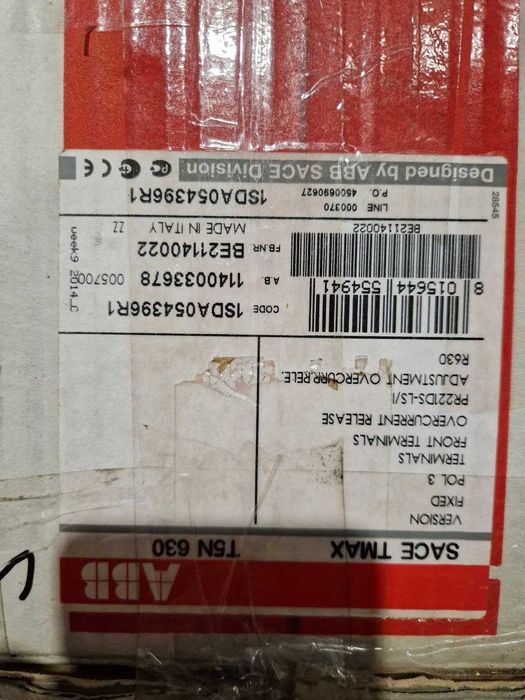 ABB
SACE TMAX T5N 630
VERSION
FIXED
POL 3
TERMINALS
FRONT TERMINALS
OVERCURRENT RELEASE
PR221DS-LS/I
ADJUSTMENT OVERCURR.RELE.
R630
8 015644 554941
CODE 1SDA054396R1
A.B. 1140033678
005700
week9 2014_C
BE21140022
FB.NR BE21140022
MADE IN ITALY
ZZ
LINE 000370
P.O. 4500690627
1SDA054396R1
28545
Designed by ABB SACE Division
CE